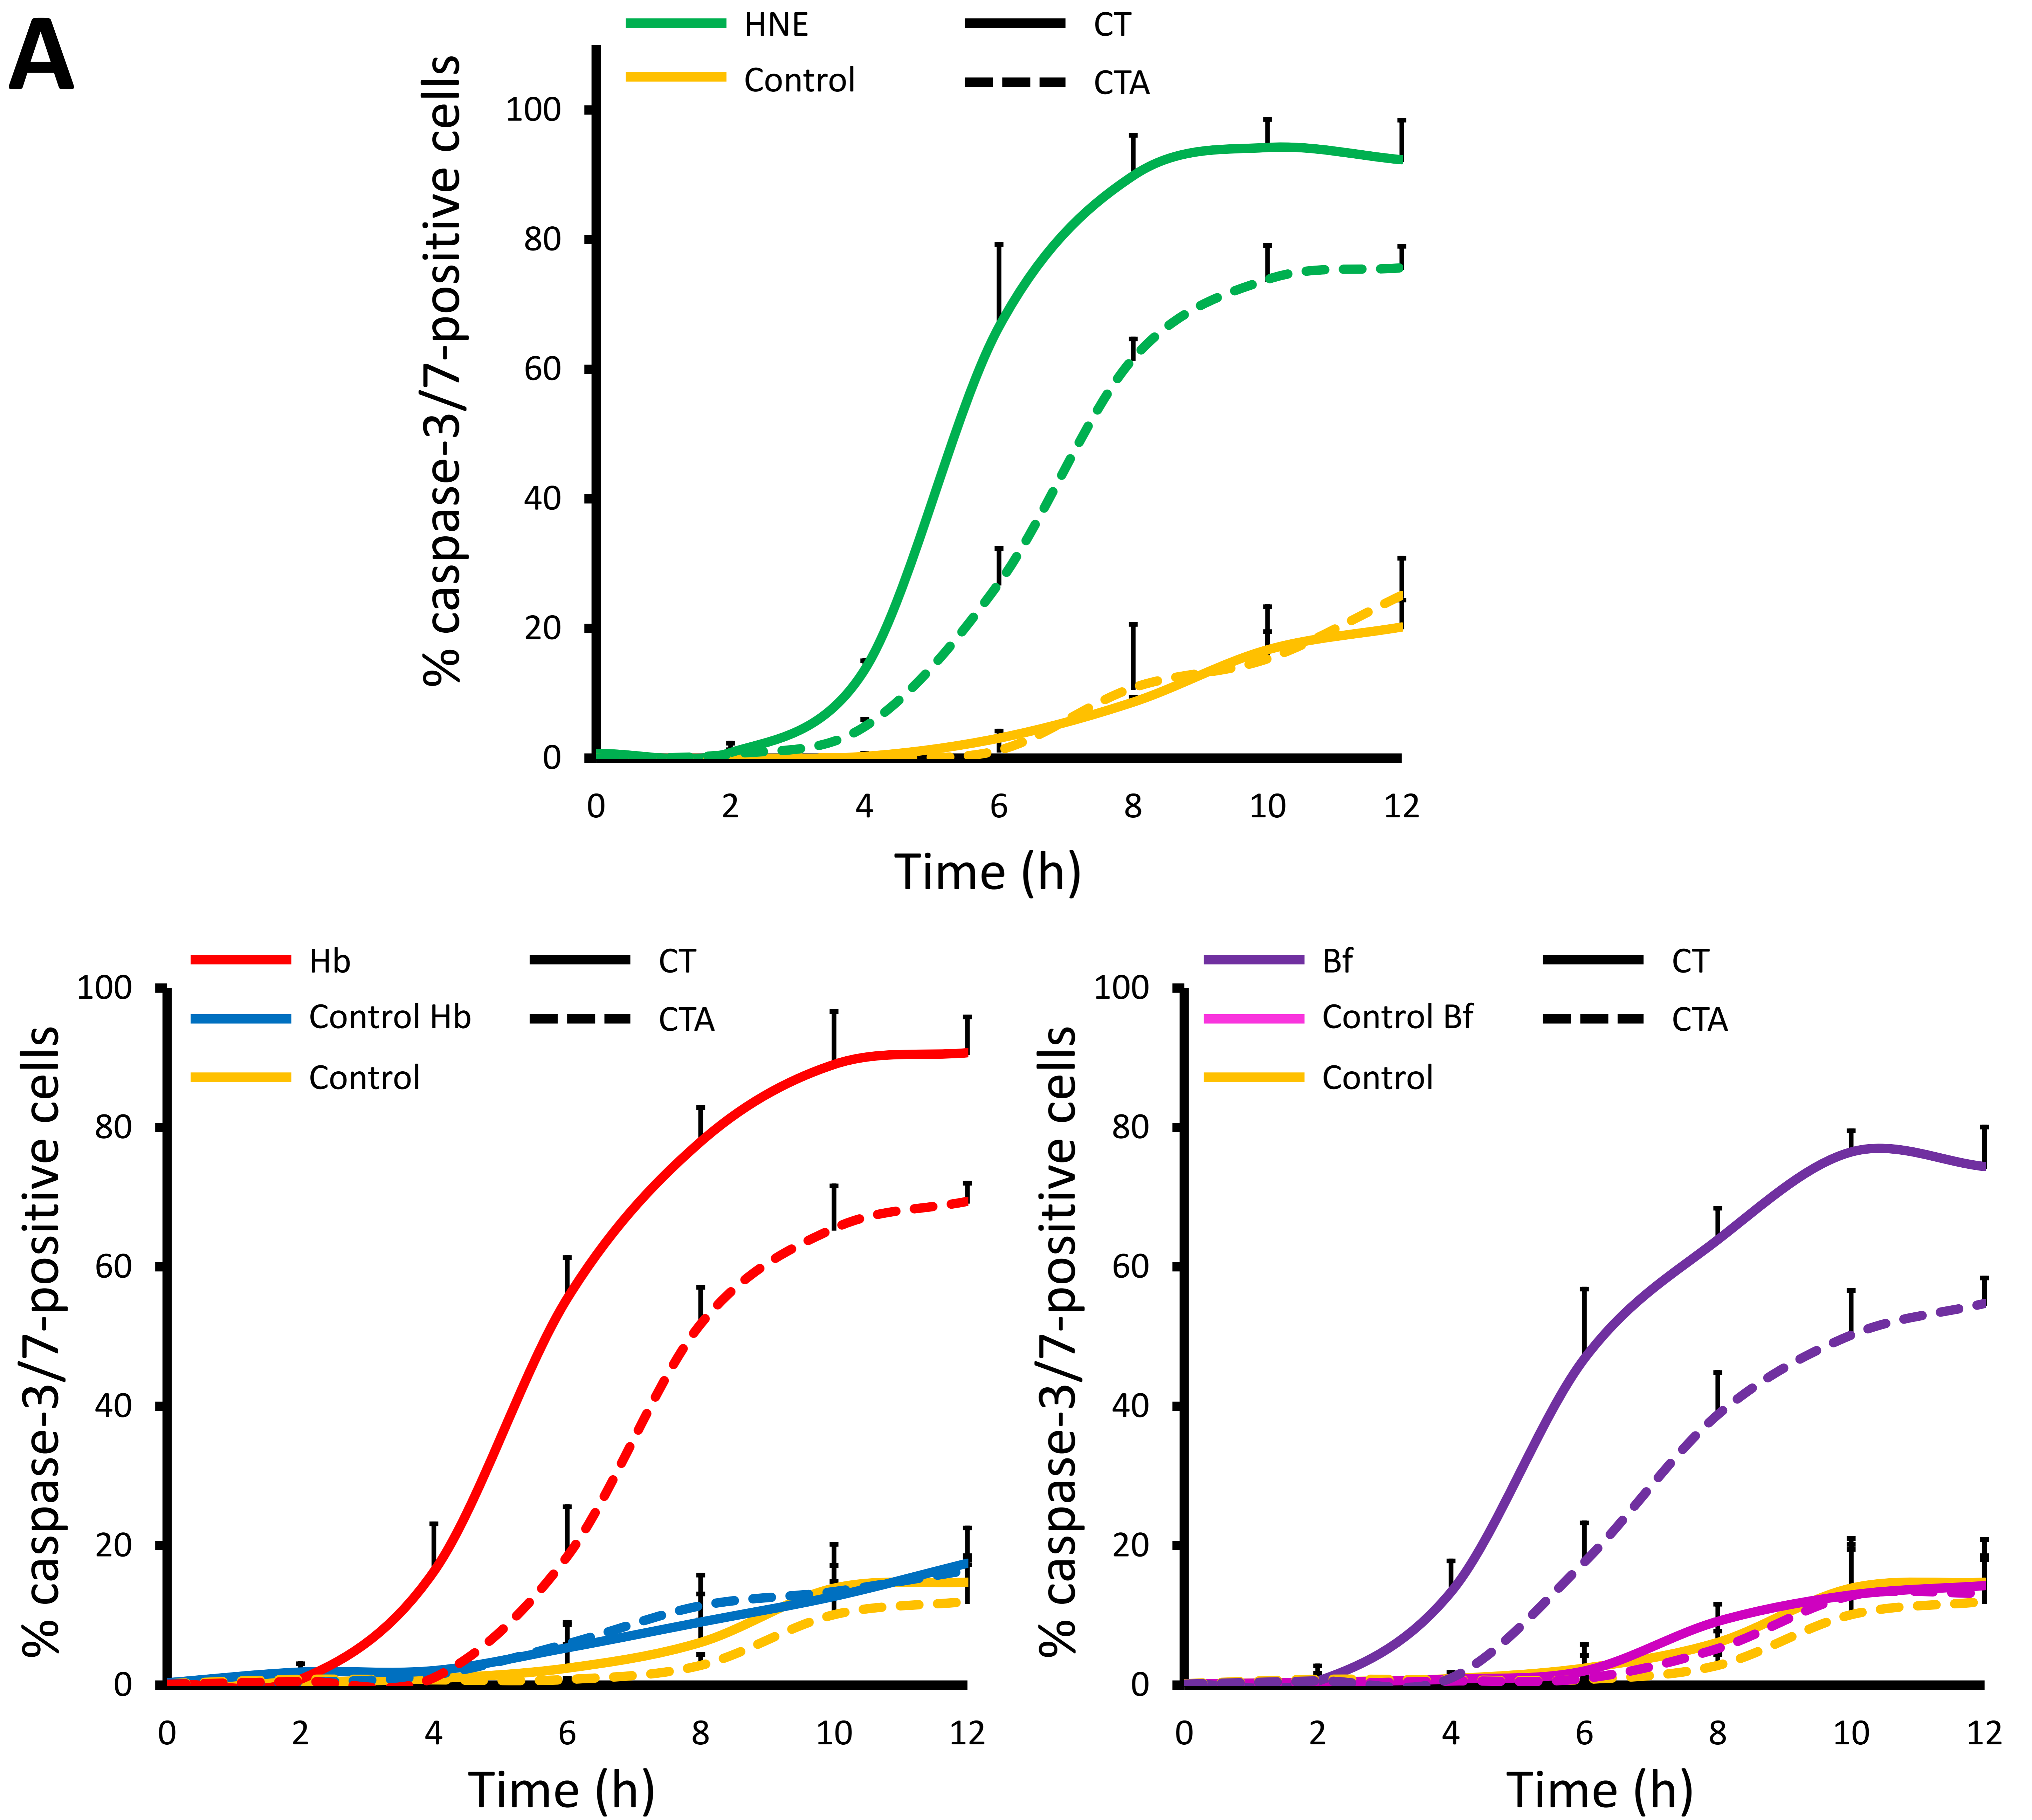 A
HNE
CT
Control
CTA
% caspase-3/7-positive cells
100
80
60
40
20
0
0 2 4 6 8 10 12
Time (h)
Hb
CT
Control Hb
CTA
Control
% caspase-3/7-positive cells
100
80
60
40
20
0
0 2 4 6 8 10 12
Time (h)
Bf
CT
Control Bf
CTA
Control
% caspase-3/7-positive cells
100
80
60
40
20
0
0 2 4 6 8 10 12
Time (h)